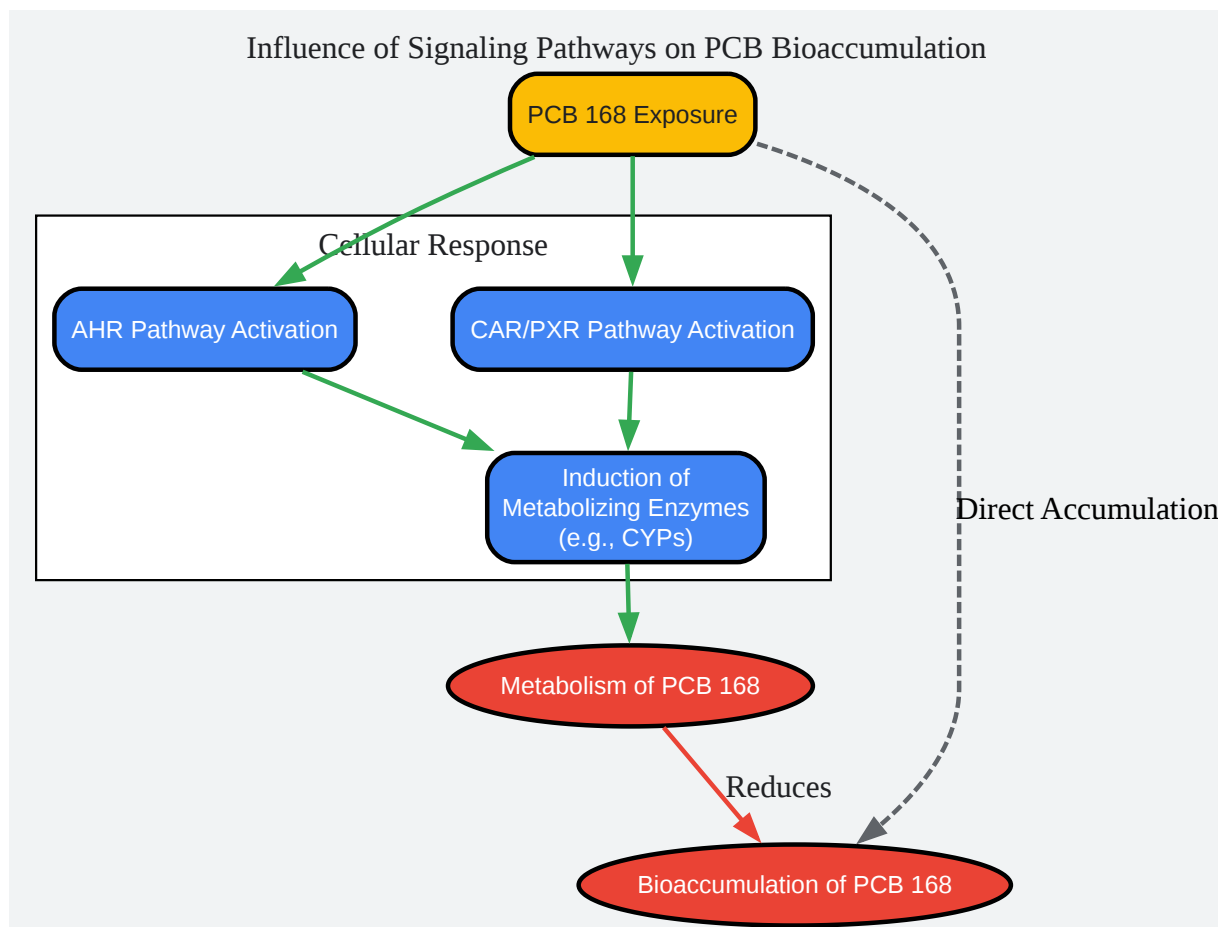 Influence of Signaling Pathways on PCB Bioaccumulation
PCB 168 Exposure
Cellular Response
AHR Pathway Activation
CAR/PXR Pathway Activation
Induction of
Metabolizing Enzymes
(e.g., CYPs)
Direct Accumulation
Metabolism of PCB 168
Reduces
Bioaccumulation of PCB 168